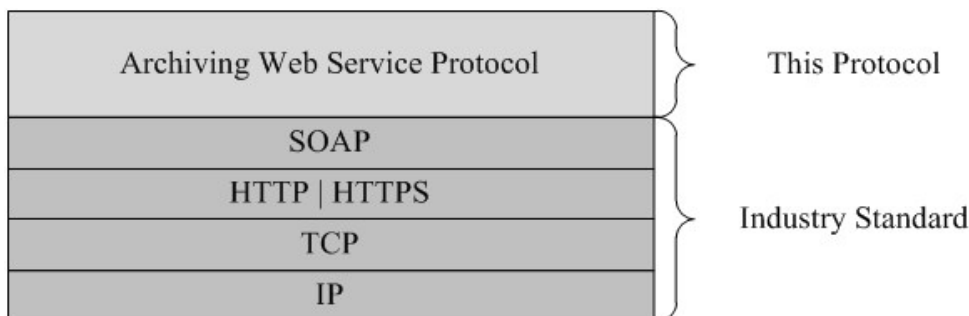 Archiving Web Service Protocol
This Protocol
SOAP
HTTP | HTTPS
TCP
IP
Industry Standard